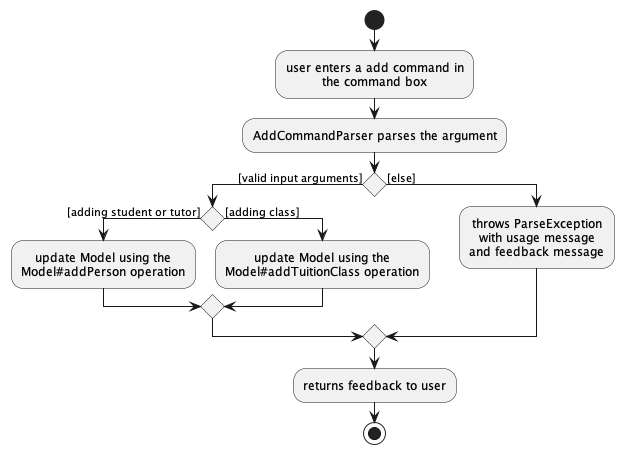 user enters a add command in
the command box
AddCommandParser parses the argument
[valid input arguments]
[else]
[adding student or tutor]
[adding class]
update Model using the
Model#addPerson operation
update Model using the
Model#addTuitionClass operation
throws ParseException
with usage message
and feedback message
returns feedback to user